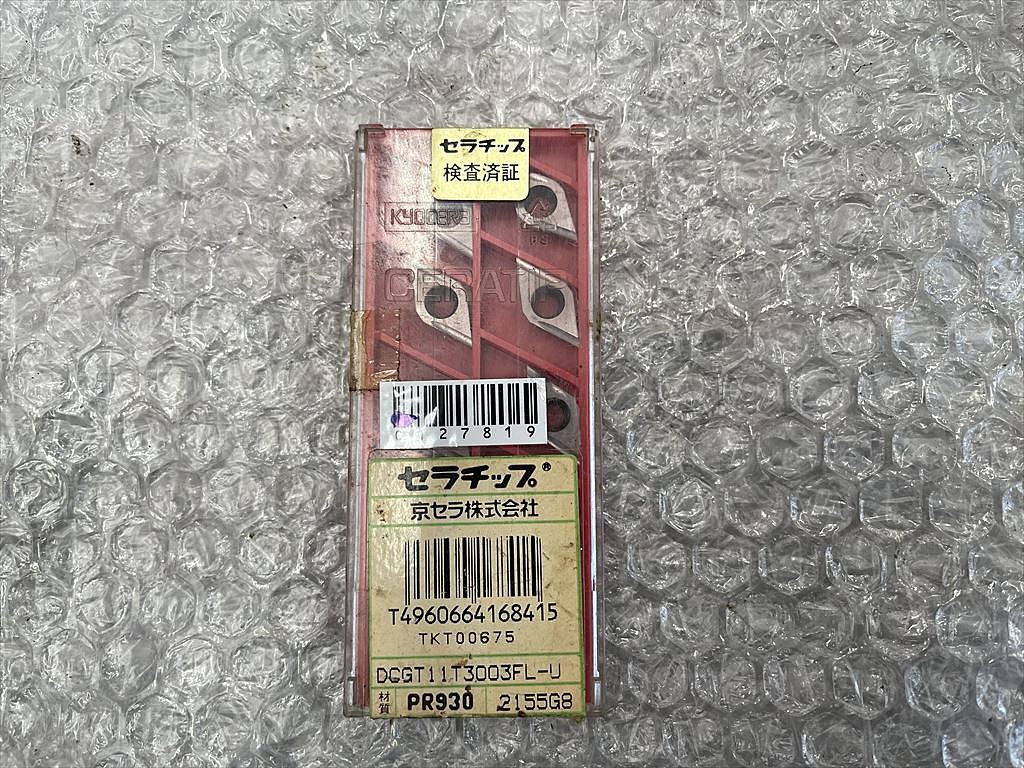 セラチップ
検査済証
KYOCERA
CERATIP
27819
セラチップ®
京セラ株式会社
T4960664168415
TKT00675
DCGT11T3003FL-U
材質 PR930 2155G8